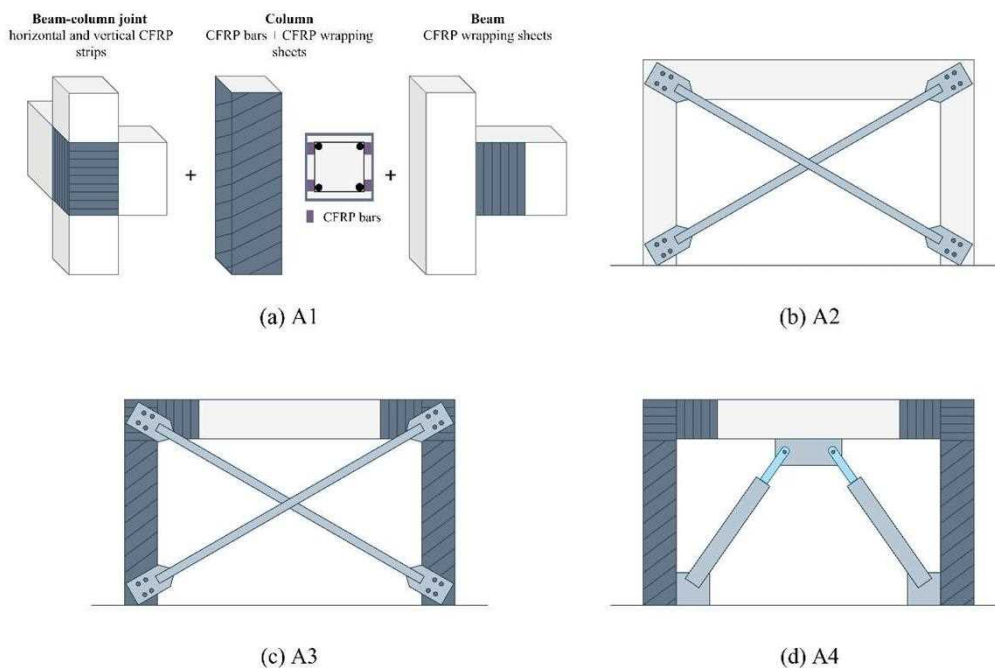 Beam-column joint
horizontal and vertical CFRP
strips
Column
CFRP bars + CFRP wrapping
sheets
Beam
CFRP wrapping sheets
+
+
CFRP bars
(a) A1
(b) A2
(c) A3
(d) A4